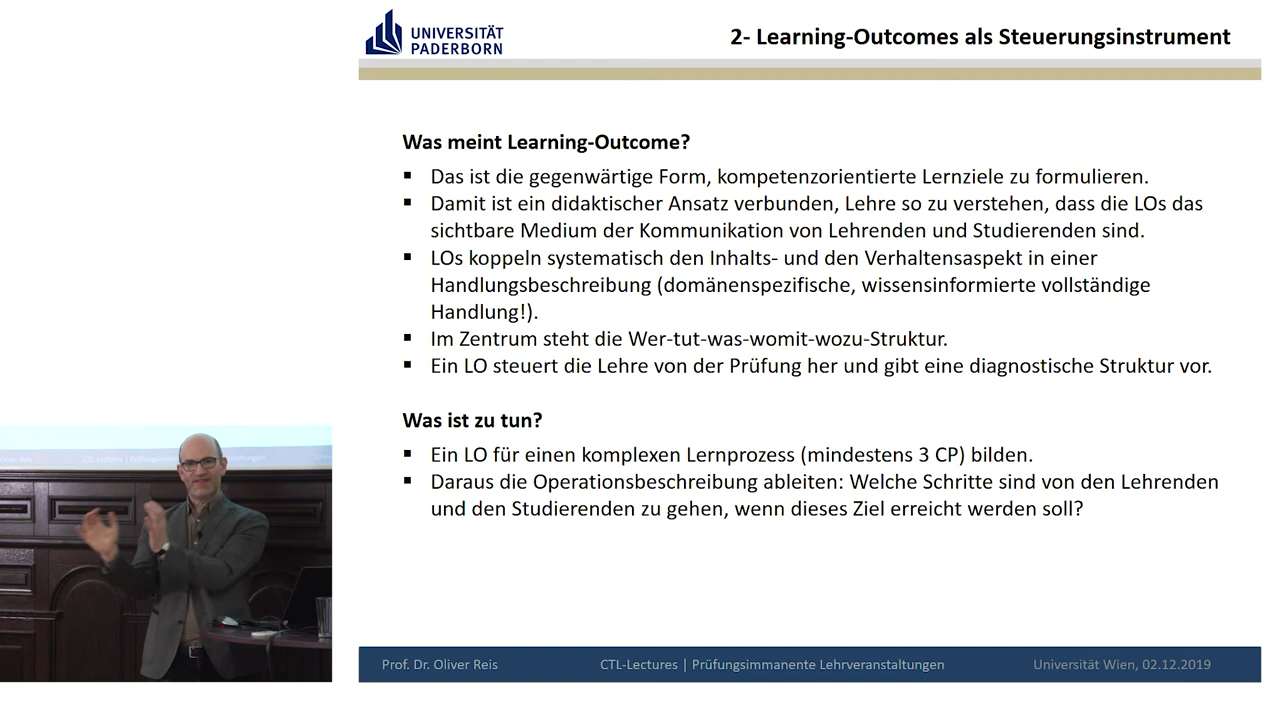 UNIVERSITÄT
PADERBORN
2- Learning-Outcomes als Steuerungsinstrument
Was meint Learning-Outcome?
▪ Das ist die gegenwärtige Form, kompetenzorientierte Lernziele zu formulieren.
▪ Damit ist ein didaktischer Ansatz verbunden, Lehre so zu verstehen, dass die LOs das
sichtbare Medium der Kommunikation von Lehrenden und Studierenden sind.
▪ LOs koppeln systematisch den Inhalts- und den Verhaltensaspekt in einer
Handlungsbeschreibung (domänenspezifische, wissensinformierte vollständige
Handlung!).
▪ Im Zentrum steht die Wer-tut-was-womit-wozu-Struktur.
▪ Ein LO steuert die Lehre von der Prüfung her und gibt eine diagnostische Struktur vor.
Was ist zu tun?
▪ Ein LO für einen komplexen Lernprozess (mindestens 3 CP) bilden.
▪ Daraus die Operationsbeschreibung ableiten: Welche Schritte sind von den Lehrenden
und den Studierenden zu gehen, wenn dieses Ziel erreicht werden soll?
Prof. Dr. Oliver Reis
CTL-Lectures | Prüfungsimmanente Lehrveranstaltungen
Universität Wien, 02.12.2019